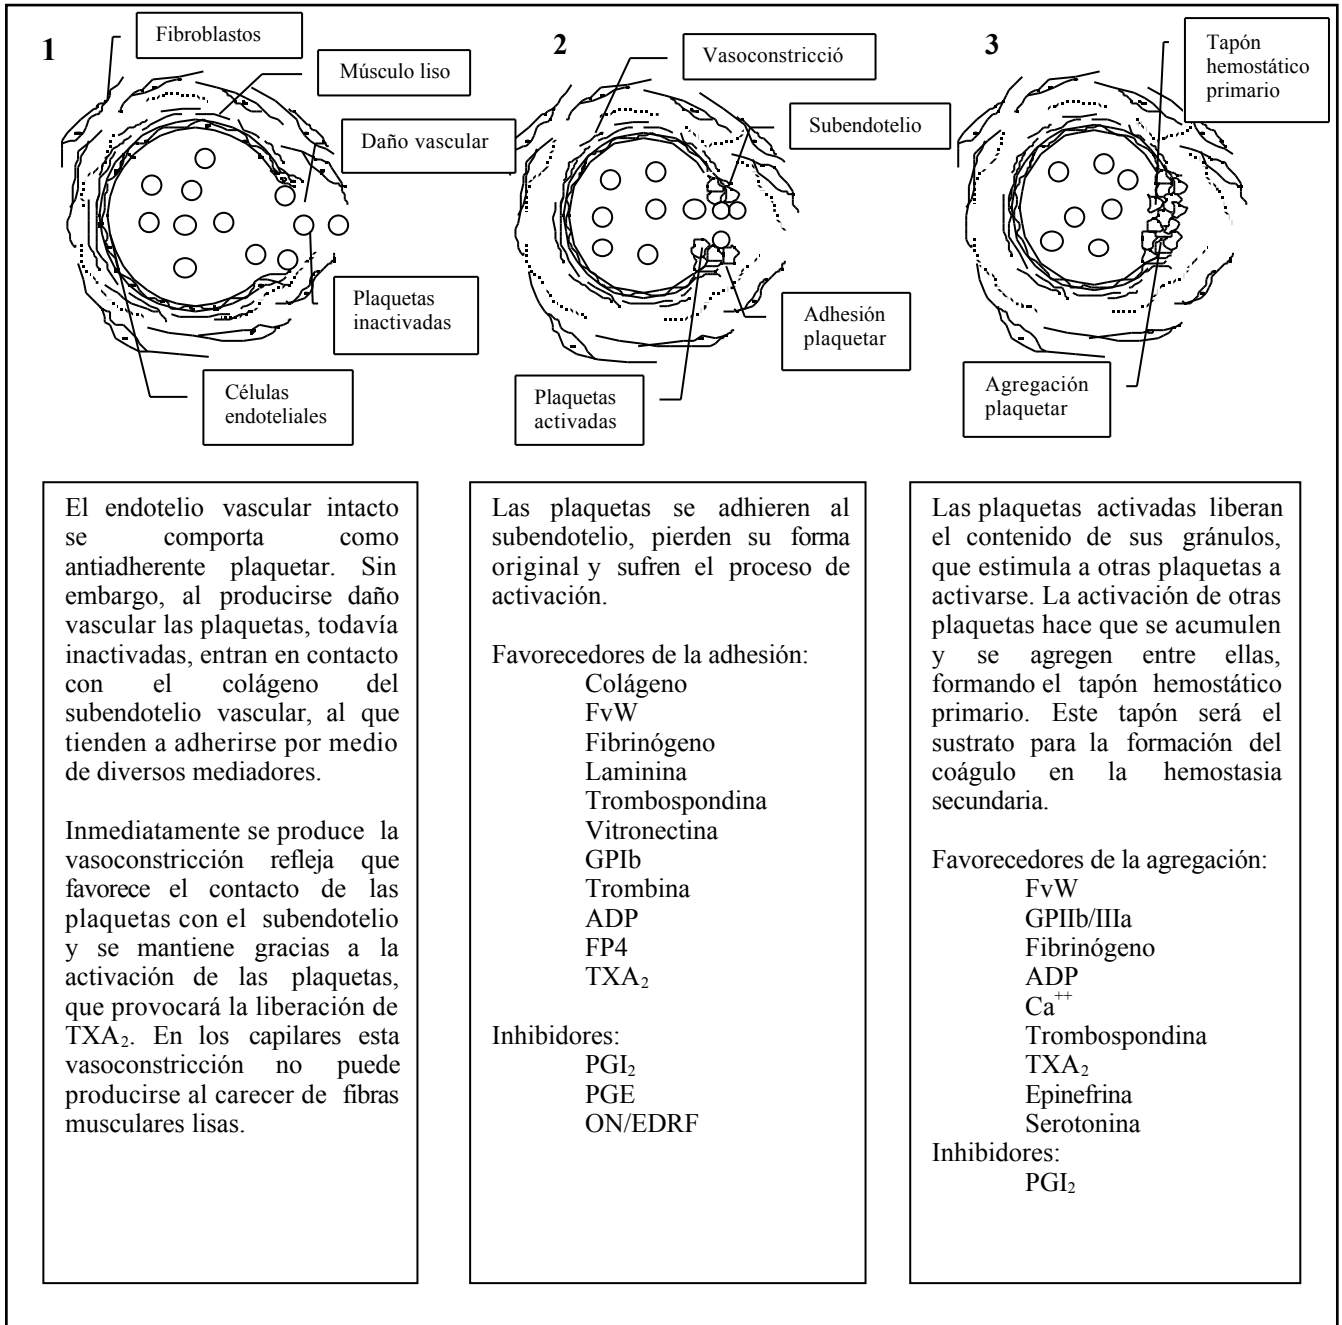 1
Fibroblastos
Músculo liso
Daño vascular
Plaquetas
inactivadas
Células
endoteliales
2
Vasoconstricció
Subendotelio
Adhesión
plaquetar
Plaquetas
activadas
3
Tapón
hemostático
primario
Agregación
plaquetar
El endotelio vascular intacto
se comporta como
antiadherente plaquetar. Sin
embargo, al producirse daño
vascular las plaquetas, todavía
inactivadas, entran en contacto
con el colágeno del
subendotelio vascular, al que
tienden a adherirse por medio
de diversos mediadores.
Inmediatamente se produce la
vasoconstricción refleja que
favorece el contacto de las
plaquetas con el subendotelio
y se mantiene gracias a la
activación de las plaquetas,
que provocará la liberación de
TXA₂. En los capilares esta
vasoconstricción no puede
producirse al carecer de fibras
musculares lisas.
Las plaquetas se adhieren al
subendotelio, pierden su forma
original y sufren el proceso de
activación.
Favorecedores de la adhesión:
Colágeno
FvW
Fibrinógeno
Laminina
Trombospondina
Vitronectina
GPIb
Trombina
ADP
FP4
TXA₂
Inhibidores:
PGI₂
PGE
ON/EDRF
Las plaquetas activadas liberan
el contenido de sus gránulos,
que estimula a otras plaquetas a
activarse. La activación de otras
plaquetas hace que se acumulen
y se agregen entre ellas,
formando el tapón hemostático
primario. Este tapón será el
sustrato para la formación del
coágulo en la hemostasia
secundaria.
Favorecedores de la agregación:
FvW
GPIIb/IIIa
Fibrinógeno
ADP
Ca⁺⁺
Trombospondina
TXA₂
Epinefrina
Serotonina
Inhibidores:
PGI₂